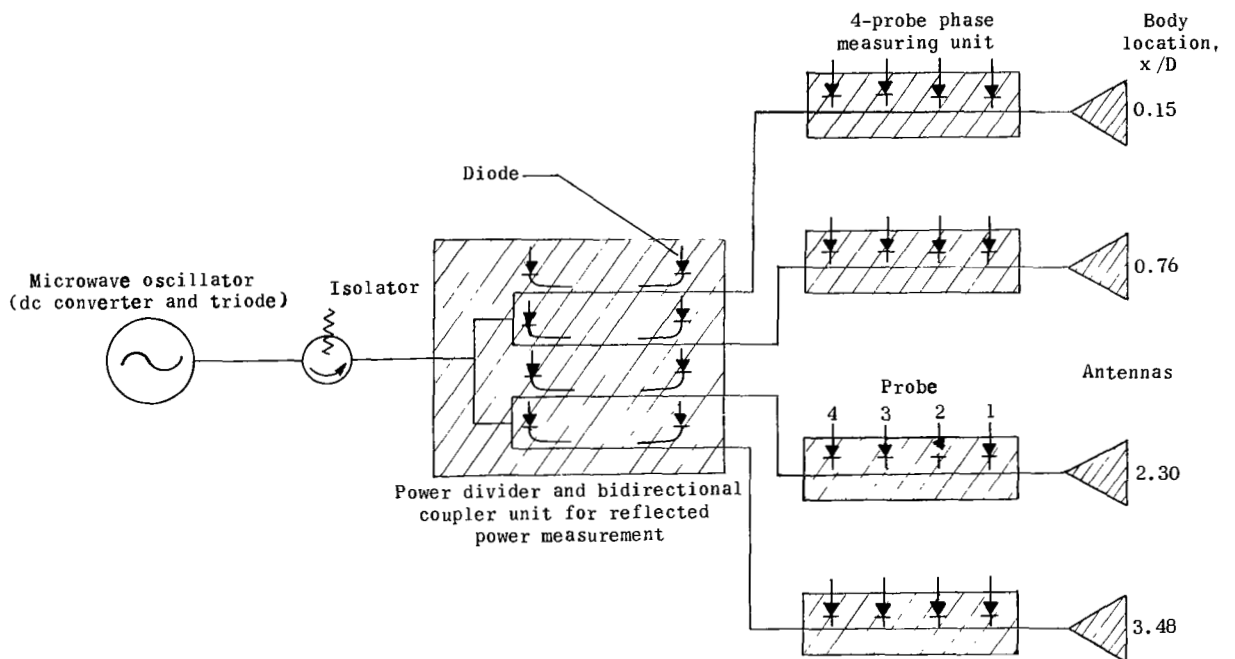 4-probe phase
measuring unit
Body
location,
x/D
0.15
Diode
0.76
Microwave oscillator
(dc converter and triode)
Isolator
Antennas
Probe
4 3 2 1
2.30
Power divider and bidirectional
coupler unit for reflected
power measurement
3.48